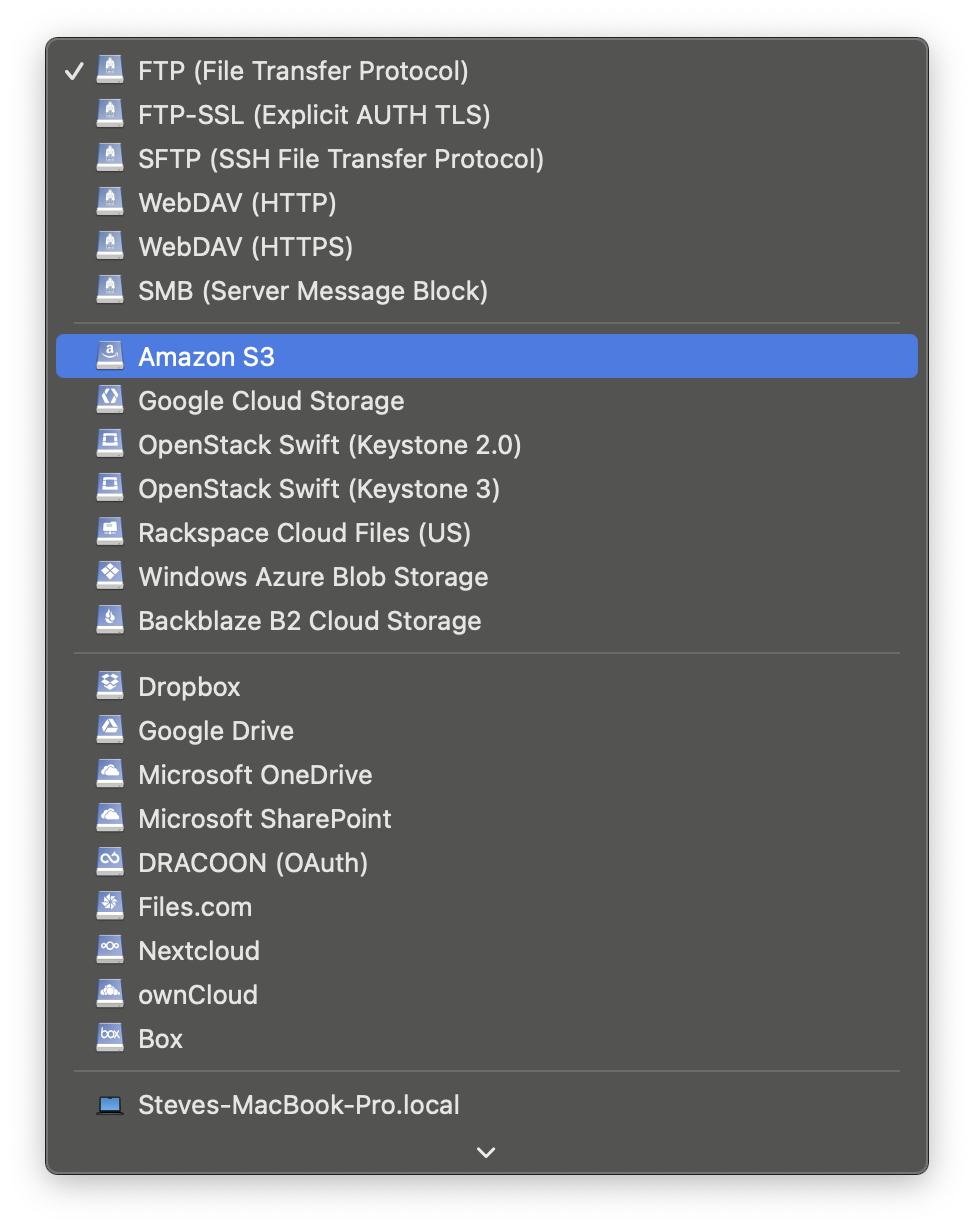 FTP (File Transfer Protocol)
FTP-SSL (Explicit AUTH TLS)
SFTP (SSH File Transfer Protocol)
WebDAV (HTTP)
WebDAV (HTTPS)
SMB (Server Message Block)
Amazon S3
Google Cloud Storage
OpenStack Swift (Keystone 2.0)
OpenStack Swift (Keystone 3)
Rackspace Cloud Files (US)
Windows Azure Blob Storage
Backblaze B2 Cloud Storage
Dropbox
Google Drive
Microsoft OneDrive
Microsoft SharePoint
DRACOON (OAuth)
Files.com
Nextcloud
ownCloud
box Box
Steves-MacBook-Pro.local